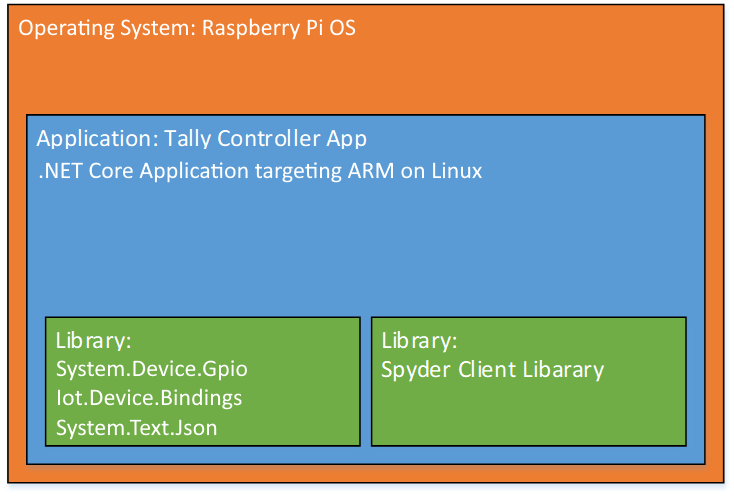 Operating System: Raspberry Pi OS
Application: Tally Controller App
.NET Core Application targeting ARM on Linux
Library:
System.Device.Gpio
Iot.Device.Bindings
System.Text.Json
Library:
Spyder Client Libarary